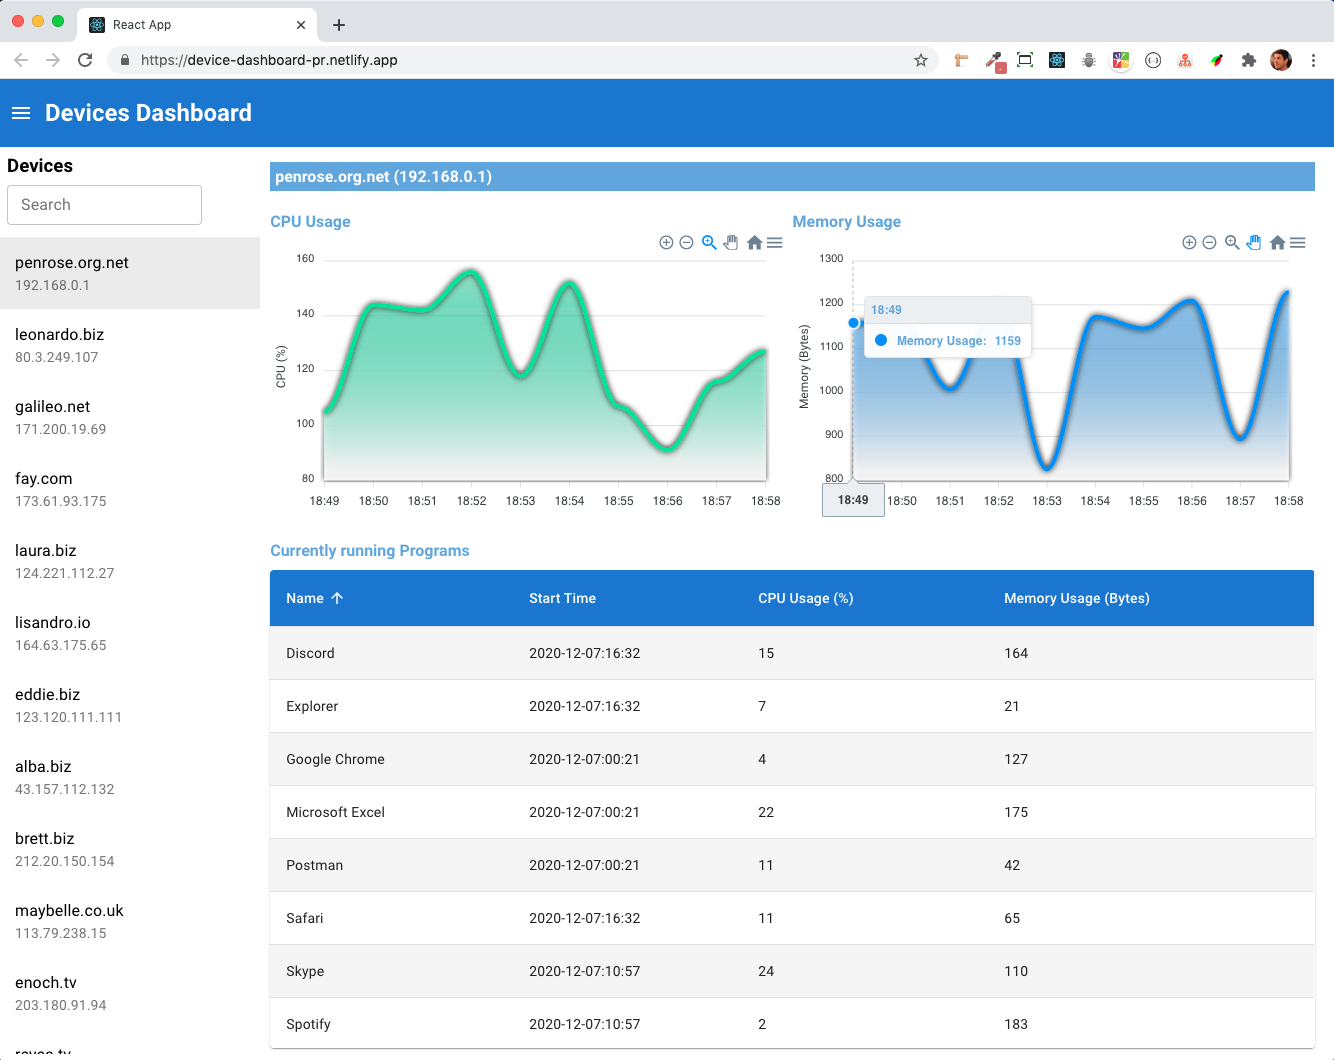 React App
https://device-dashboard-pr.netlify.app
Devices Dashboard
Devices
Search
penrose.org.net
192.168.0.1
leonardo.biz
80.3.249.107
galileo.net
171.200.19.69
fay.com
173.61.93.175
laura.biz
124.221.112.27
lisandro.io
164.63.175.65
eddie.biz
123.120.111.111
alba.biz
43.157.112.132
brett.biz
212.20.150.154
maybelle.co.uk
113.79.238.15
enoch.tv
203.180.91.94
penrose.org.net (192.168.0.1)
CPU Usage
160
140
120
100
80
CPU (%)
18:49 18:50 18:51 18:52 18:53 18:54 18:55 18:56 18:57 18:58
Memory Usage
1300
1200
1100
1000
900
800
Memory (Bytes)
18:49
Memory Usage: 1159
18:49 18:50 18:51 18:52 18:53 18:54 18:55 18:56 18:57 18:58
Currently running Programs
Name Start Time CPU Usage (%) Memory Usage (Bytes)
Discord 2020-12-07:16:32 15 164
Explorer 2020-12-07:16:32 7 21
Google Chrome 2020-12-07:00:21 4 127
Microsoft Excel 2020-12-07:00:21 22 175
Postman 2020-12-07:00:21 11 42
Safari 2020-12-07:16:32 11 65
Skype 2020-12-07:10:57 24 110
Spotify 2020-12-07:10:57 2 183